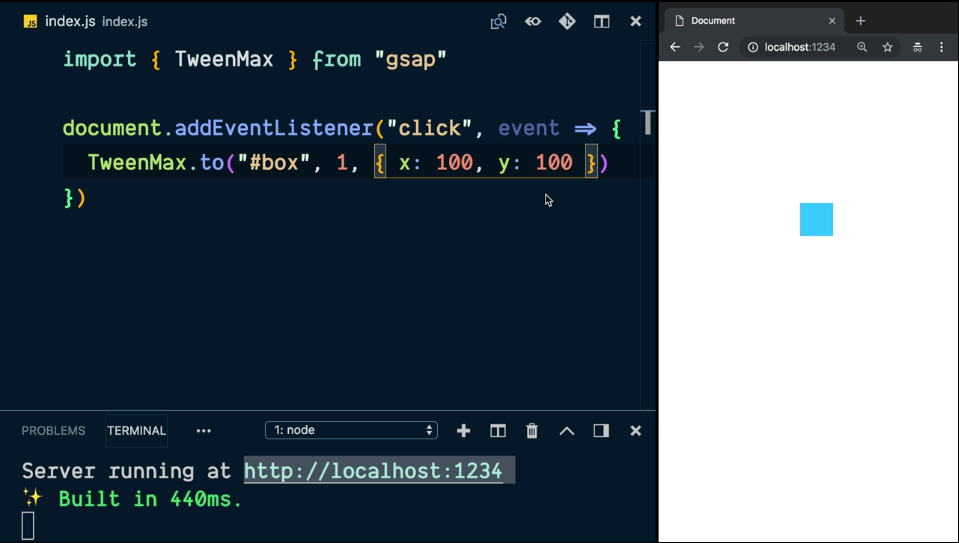 JS index.js index.js
import { TweenMax } from "gsap"
document.addEventListener("click", event => {
TweenMax.to("#box", 1, { x: 100, y: 100 })
})
PROBLEMS TERMINAL ••• 1: node
Server running at http://localhost:1234
✨ Built in 440ms.
Document
localhost:1234